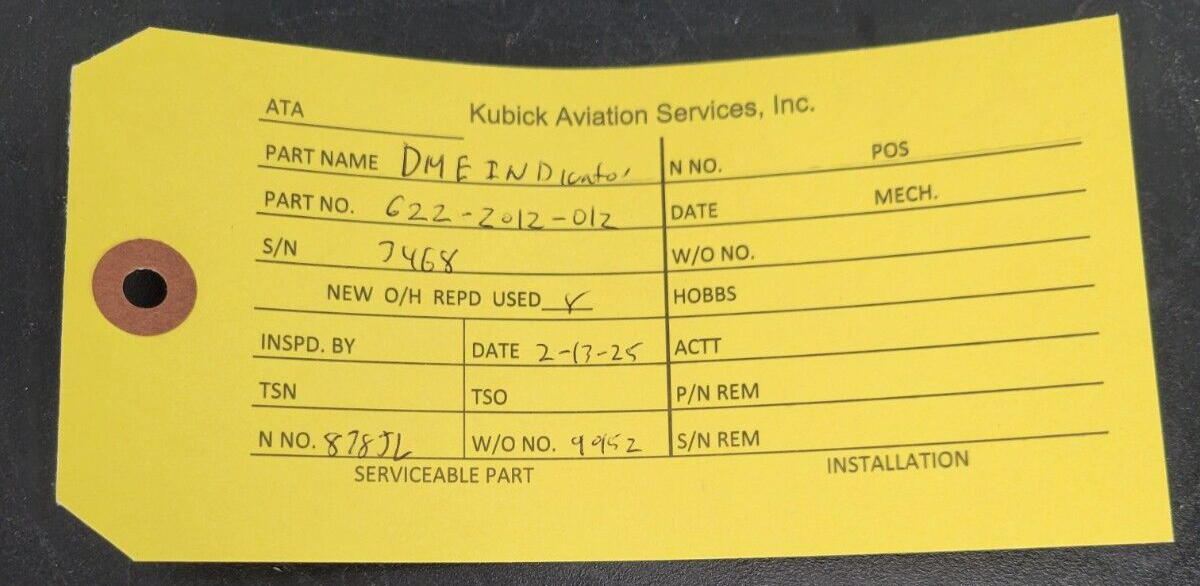 ATA
Kubick Aviation Services, Inc.
PART NAME DME INDicator
PART NO. 622-2012-012
S/N 7468
NEW O/H REPD USED X
INSPD. BY DATE 2-13-25
TSN TSO
N NO. 878JL W/O NO. 9952
SERVICEABLE PART
N NO. POS
DATE MECH.
W/O NO.
HOBBS
ACTT
P/N REM
S/N REM
INSTALLATION